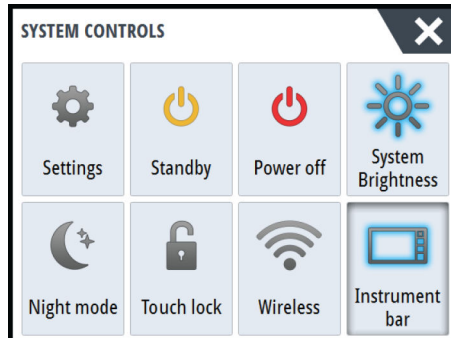 SYSTEM CONTROLS
Settings
Standby
Power off
System
Brightness
Night mode
Touch lock
Wireless
Instrument
bar